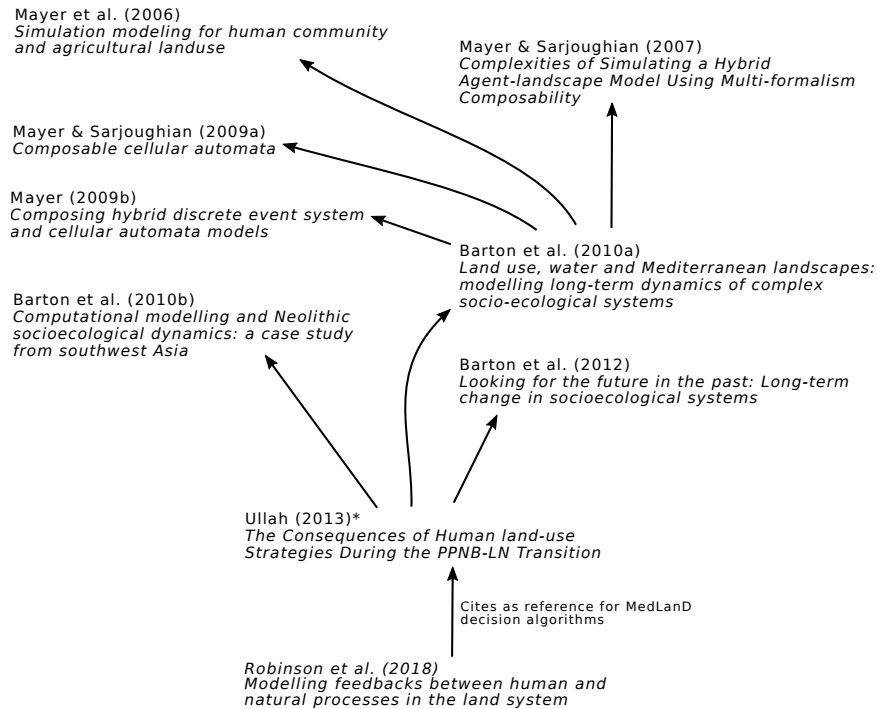 Mayer et al. (2006)
Simulation modeling for human community
and agricultural landuse
Mayer & Sarjoughian (2007)
Complexities of Simulating a Hybrid
Agent-landscape Model Using Multi-formalism
Composability
Mayer & Sarjoughian (2009a)
Composable cellular automata
Mayer (2009b)
Composing hybrid discrete event system
and cellular automata models
Barton et al. (2010a)
Land use, water and Mediterranean landscapes:
modelling long-term dynamics of complex
socio-ecological systems
Barton et al. (2010b)
Computational modelling and Neolithic
socioecological dynamics: a case study
from southwest Asia
Barton et al. (2012)
Looking for the future in the past: Long-term
change in socioecological systems
Ullah (2013)*
The Consequences of Human land-use
Strategies During the PPNB-LN Transition
Cites as reference for MedLanD
decision algorithms
Robinson et al. (2018)
Modelling feedbacks between human and
natural processes in the land system